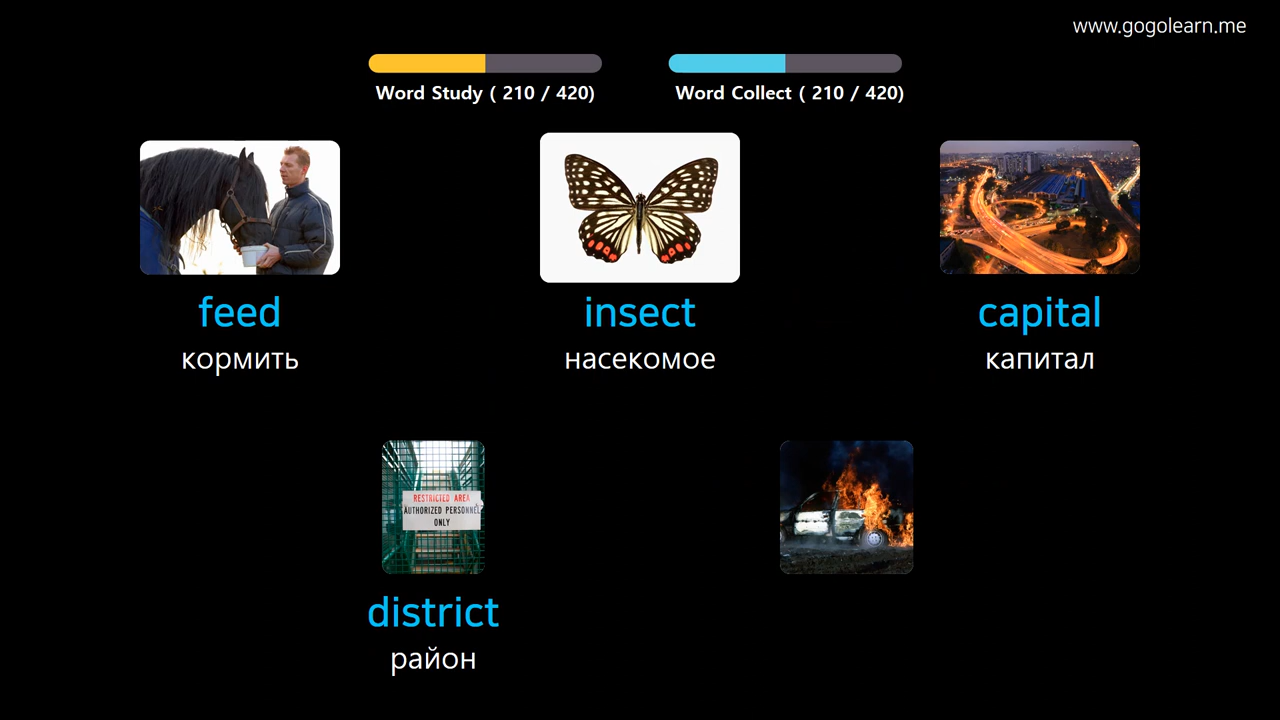 www.gogolearn.me
Word Study ( 210 / 420)
Word Collect ( 210 / 420)
feed
insect
capital
кормить
насекомое
капитал
RESTRICTED AREA
AUTHORIZED PERSONNEL
ONLY
district
район